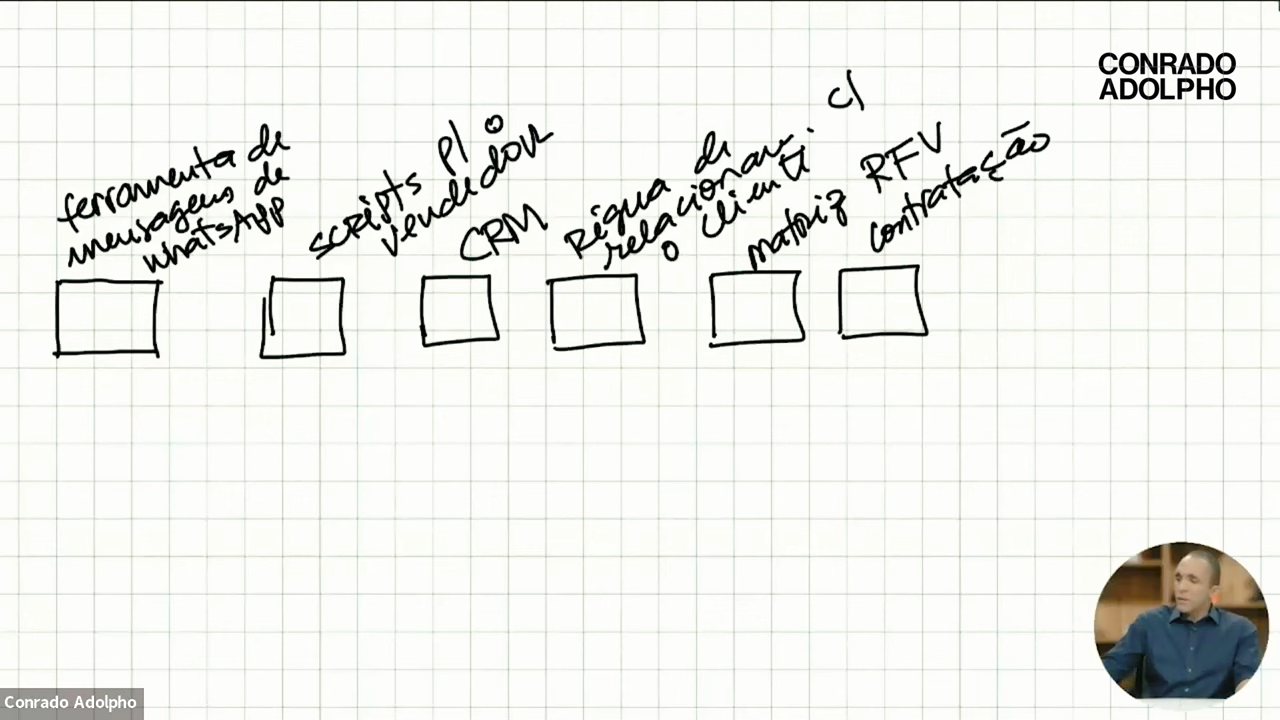 CONRADO
ADOLPHO
ferramenta de
mensagens de
whatsApp
scripts p/ o
vendedor
CRM
Régua de
relacionam. c/
o cliente
matriz RFV
contratação
Conrado Adolpho